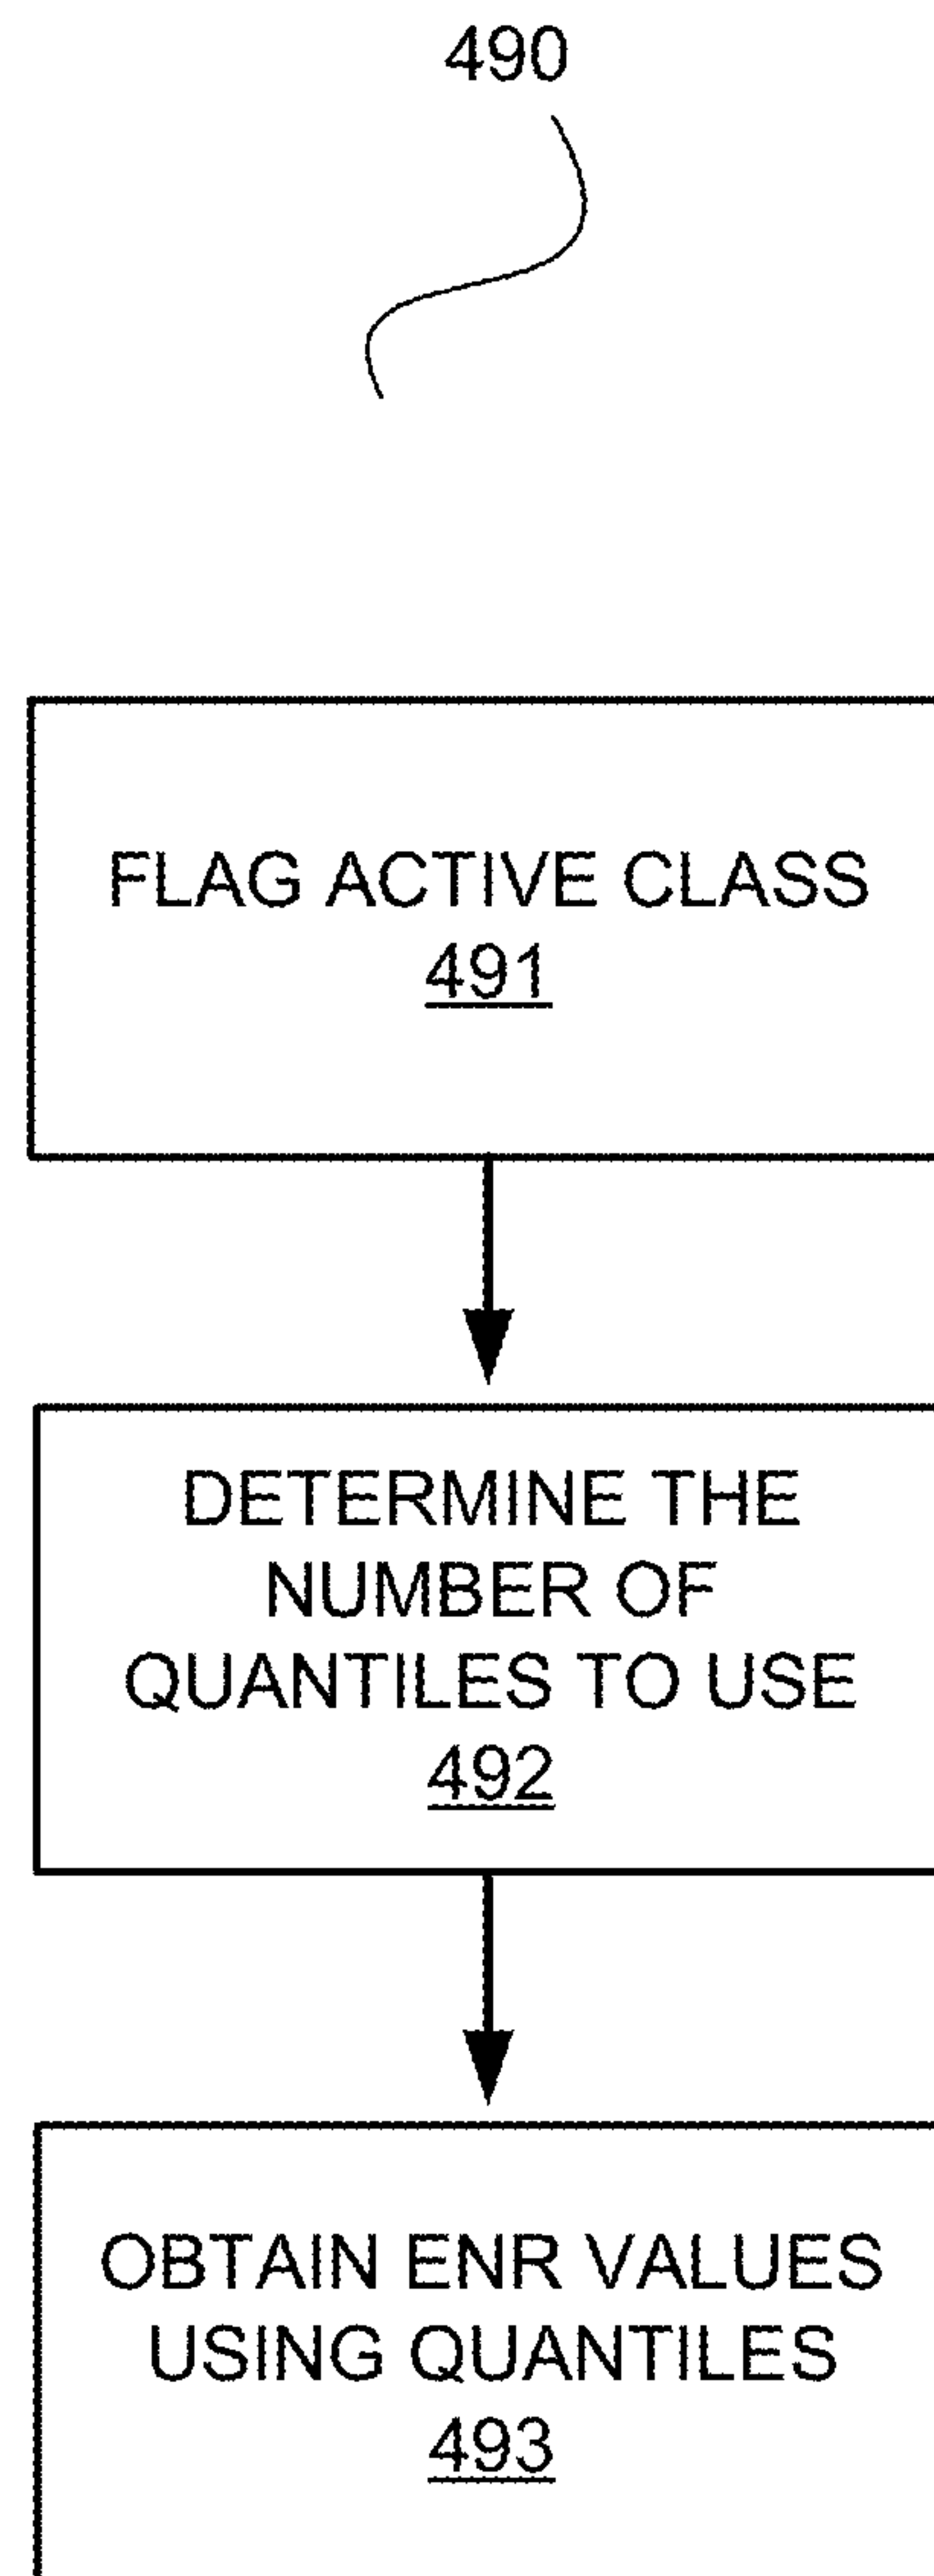 490
FLAG ACTIVE CLASS
491
DETERMINE THE
NUMBER OF
QUANTILES TO USE
492
OBTAIN ENR VALUES
USING QUANTILES
493